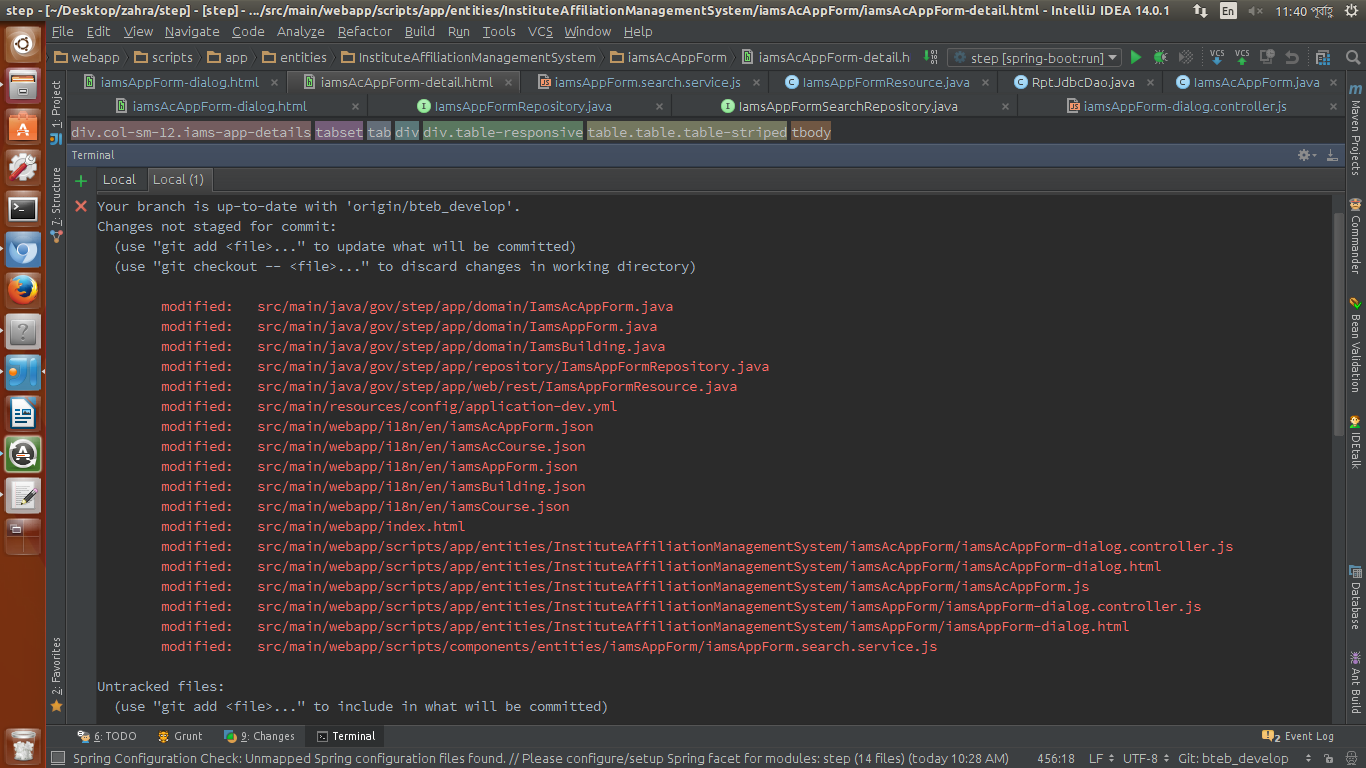 step - [~/Desktop/zahra/step] - [step] - .../src/main/webapp/scripts/app/entities/InstituteAffiliationManagementSystem/iamsAcAppForm/iamsAcAppForm-detail.html - IntelliJ IDEA 14.0.1 En 11:40 পূর্বাহ্ন
File Edit View Navigate Code Analyze Refactor Build Run Tools VCS Window Help
webapp scripts app entities InstituteAffiliationManagementSystem iamsAcAppForm iamsAcAppForm-detail.h step [spring-boot:run] VCS VCS
iamsAppForm-dialog.html iamsAcAppForm-detail.html iamsAppForm.search.service.js IamsAppFormResource.java RptJdbcDao.java IamsAcAppForm.java
iamsAcAppForm-dialog.html IamsAppFormRepository.java IamsAppFormSearchRepository.java iamsAppForm-dialog.controller.js
div.col-sm-12.iams-app-details tabset tab div div.table-responsive table.table.table-striped tbody
Terminal
Local Local (1)
Your branch is up-to-date with 'origin/bteb_develop'.
Changes not staged for commit:
(use "git add <file>..." to update what will be committed)
(use "git checkout -- <file>..." to discard changes in working directory)
modified: src/main/java/gov/step/app/domain/IamsAcAppForm.java
modified: src/main/java/gov/step/app/domain/IamsAppForm.java
modified: src/main/java/gov/step/app/domain/IamsBuilding.java
modified: src/main/java/gov/step/app/repository/IamsAppFormRepository.java
modified: src/main/java/gov/step/app/web/rest/IamsAppFormResource.java
modified: src/main/resources/config/application-dev.yml
modified: src/main/webapp/i18n/en/iamsAcAppForm.json
modified: src/main/webapp/i18n/en/iamsAcCourse.json
modified: src/main/webapp/i18n/en/iamsAppForm.json
modified: src/main/webapp/i18n/en/iamsBuilding.json
modified: src/main/webapp/i18n/en/iamsCourse.json
modified: src/main/webapp/index.html
modified: src/main/webapp/scripts/app/entities/InstituteAffiliationManagementSystem/iamsAcAppForm/iamsAcAppForm-dialog.controller.js
modified: src/main/webapp/scripts/app/entities/InstituteAffiliationManagementSystem/iamsAcAppForm/iamsAcAppForm-dialog.html
modified: src/main/webapp/scripts/app/entities/InstituteAffiliationManagementSystem/iamsAcAppForm/iamsAcAppForm.js
modified: src/main/webapp/scripts/app/entities/InstituteAffiliationManagementSystem/iamsAppForm/iamsAppForm-dialog.controller.js
modified: src/main/webapp/scripts/app/entities/InstituteAffiliationManagementSystem/iamsAppForm/iamsAppForm-dialog.html
modified: src/main/webapp/scripts/components/entities/iamsAppForm/iamsAppForm.search.service.js
Untracked files:
(use "git add <file>..." to include in what will be committed)
1: Project
7: Structure
2: Favorites
Maven Projects
Commander
Bean Validation
IDEtalk
Database
Ant Build
6: TODO Grunt 9: Changes Terminal 2 Event Log
Spring Configuration Check: Unmapped Spring configuration files found. // Please configure/setup Spring facet for modules: step (14 files) (today 10:28 AM) 456:18 LF UTF-8 Git: bteb_develop